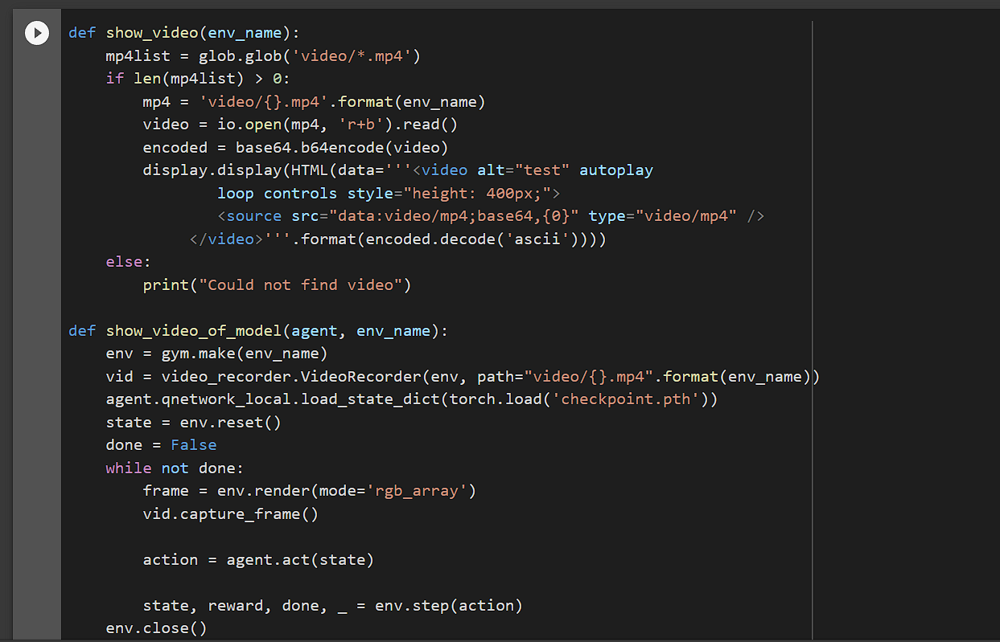 def show_video(env_name):
    mp4list = glob.glob('video/*.mp4')
    if len(mp4list) > 0:
        mp4 = 'video/{}.mp4'.format(env_name)
        video = io.open(mp4, 'r+b').read()
        encoded = base64.b64encode(video)
        display.display(HTML(data='''<video alt="test" autoplay
                loop controls style="height: 400px;">
                <source src="data:video/mp4;base64,{0}" type="video/mp4" />
             </video>'''.format(encoded.decode('ascii'))))
    else:
        print("Could not find video")

def show_video_of_model(agent, env_name):
    env = gym.make(env_name)
    vid = video_recorder.VideoRecorder(env, path="video/{}.mp4".format(env_name))
    agent.qnetwork_local.load_state_dict(torch.load('checkpoint.pth'))
    state = env.reset()
    done = False
    while not done:
        frame = env.render(mode='rgb_array')
        vid.capture_frame()

        action = agent.act(state)

        state, reward, done, _ = env.step(action)
    env.close()